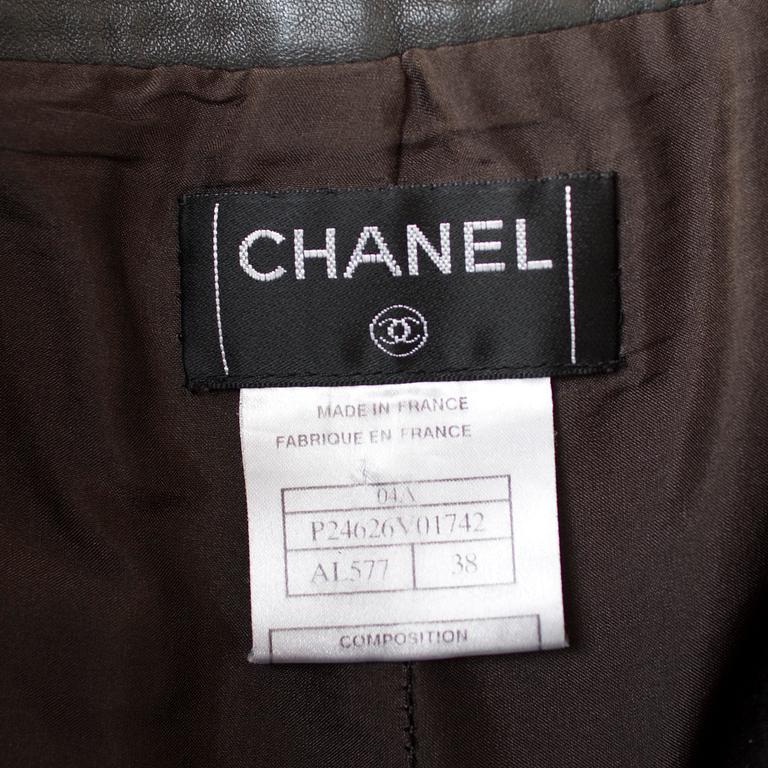 CHANEL
MADE IN FRANCE
FABRIQUE EN FRANCE
04A
P24626V01742
AL577 38
COMPOSITION